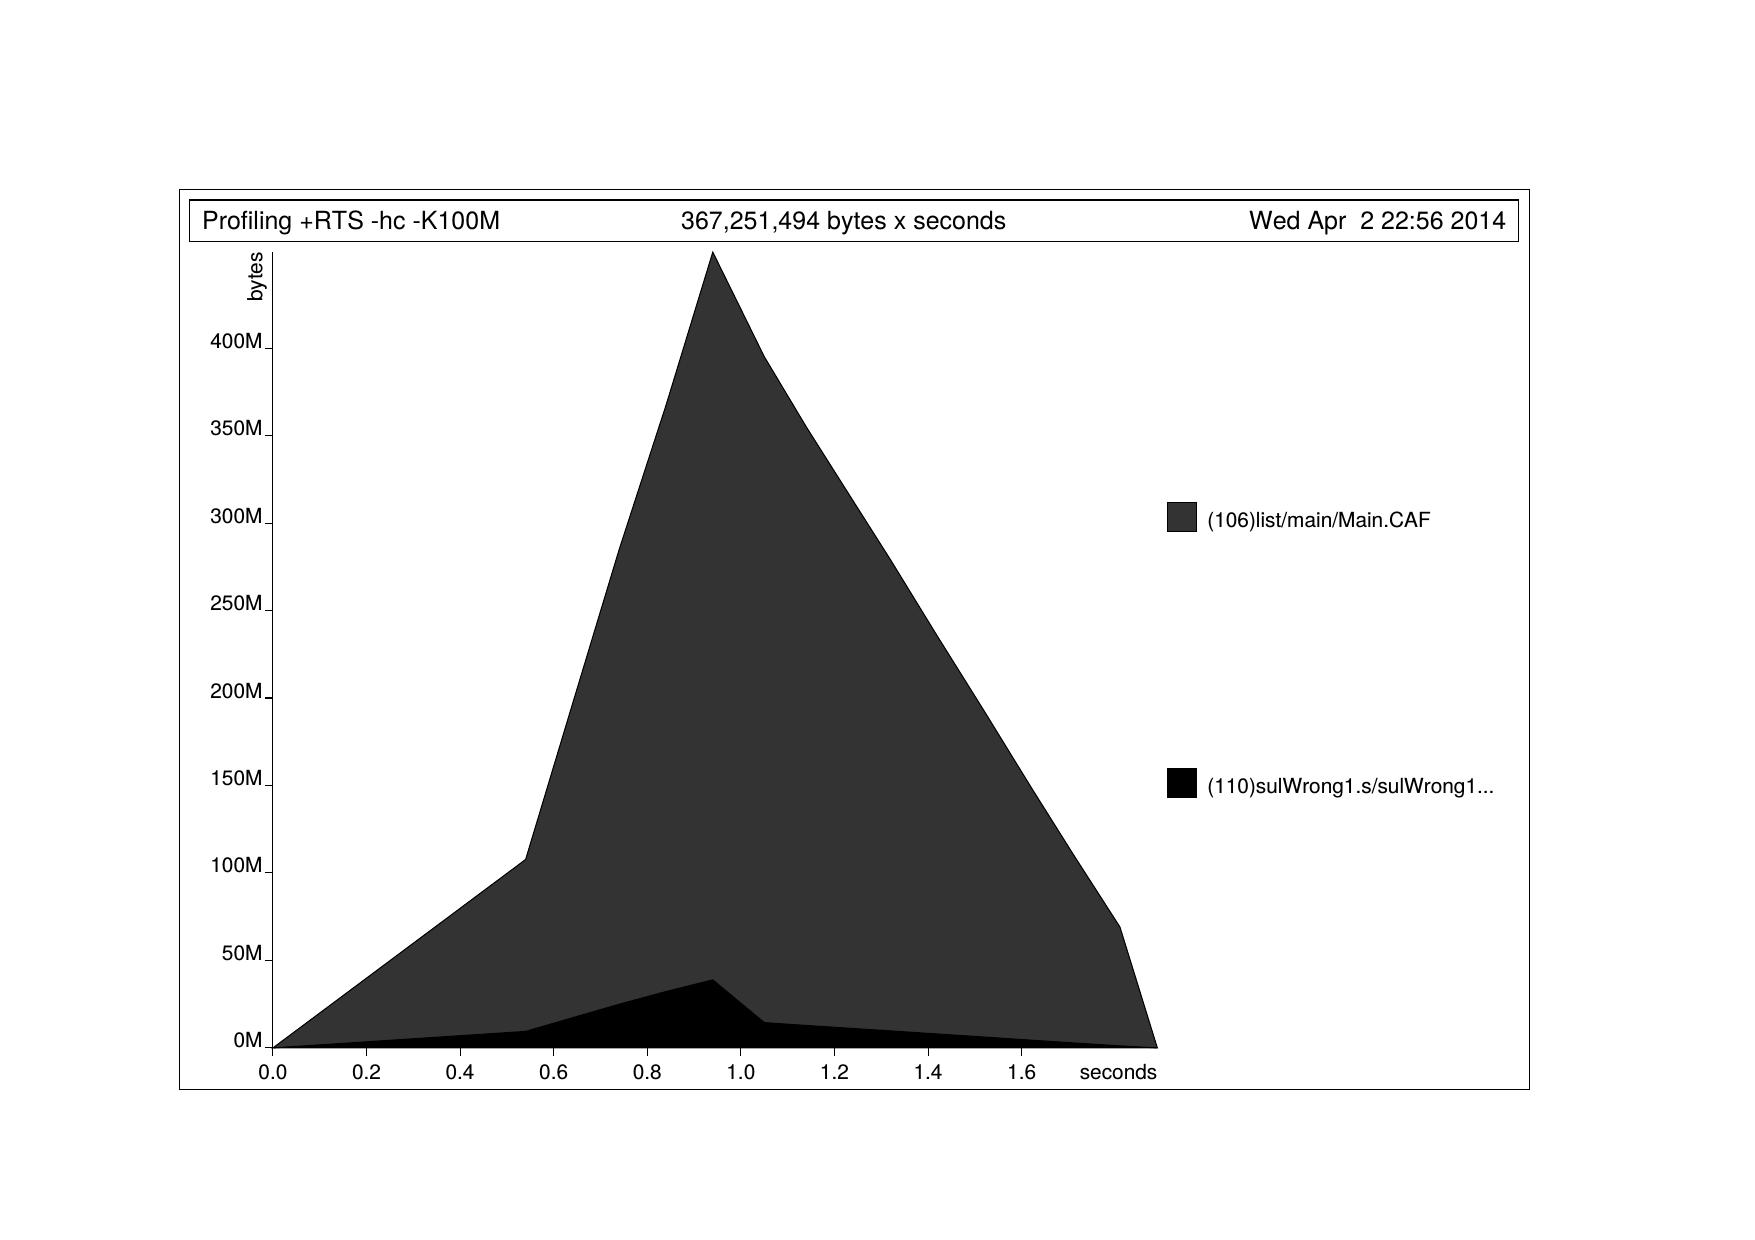 Profiling +RTS -hc -K100M 367,251,494 bytes x seconds Wed Apr  2 22:56 2014
bytes
400M
350M
300M
250M
200M
150M
100M
50M
0M
0.0 0.2 0.4 0.6 0.8 1.0 1.2 1.4 1.6 seconds
(106)list/main/Main.CAF
(110)sulWrong1.s/sulWrong1...